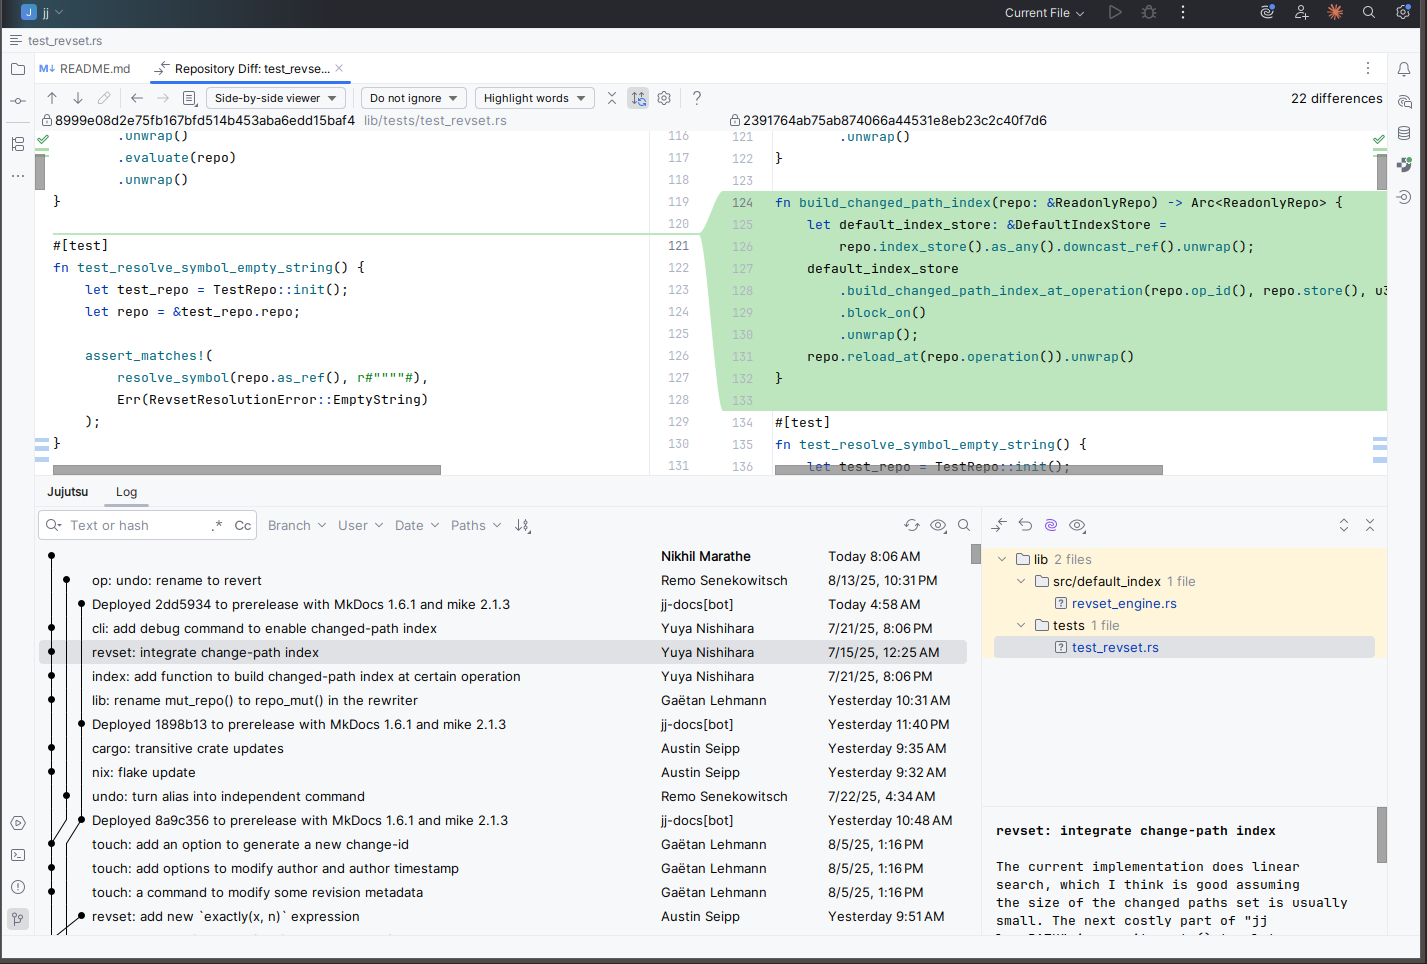 J jj
Current File
test_revset.rs
M↓ README.md
Repository Diff: test_revse...
Side-by-side viewer
Do not ignore
Highlight words
?
22 differences
8999e08d2e75fb167bfd514b453aba6edd15baf4 lib/tests/test_revset.rs
2391764ab75ab874066a44531e8eb23c2c40f7d6
.unwrap() 116
.evaluate(repo) 117
.unwrap() 118
} 119
120
#[test] 121
fn test_resolve_symbol_empty_string() { 122
let test_repo = TestRepo::init(); 123
let repo = &test_repo.repo; 124
125
assert_matches!( 126
resolve_symbol(repo.as_ref(), r#""""#), 127
Err(RevsetResolutionError::EmptyString) 128
); 129
} 130
131
121 .unwrap()
122 }
123
124 fn build_changed_path_index(repo: &ReadonlyRepo) -> Arc<ReadonlyRepo> {
125 let default_index_store: &DefaultIndexStore =
126 repo.index_store().as_any().downcast_ref().unwrap();
127 default_index_store
128 .build_changed_path_index_at_operation(repo.op_id(), repo.store(), u3
129 .block_on()
130 .unwrap();
131 repo.reload_at(repo.operation()).unwrap()
132 }
133
134 #[test]
135 fn test_resolve_symbol_empty_string() {
136 let test_repo = TestRepo::init();
Jujutsu
Log
Text or hash .* Cc
Branch
User
Date
Paths
Nikhil Marathe Today 8:06 AM
op: undo: rename to revert Remo Senekowitsch 8/13/25, 10:31 PM
Deployed 2dd5934 to prerelease with MkDocs 1.6.1 and mike 2.1.3 jj-docs[bot] Today 4:58 AM
cli: add debug command to enable changed-path index Yuya Nishihara 7/21/25, 8:06 PM
revset: integrate change-path index Yuya Nishihara 7/15/25, 12:25 AM
index: add function to build changed-path index at certain operation Yuya Nishihara 7/21/25, 8:06 PM
lib: rename mut_repo() to repo_mut() in the rewriter Gaëtan Lehmann Yesterday 10:31 AM
Deployed 1898b13 to prerelease with MkDocs 1.6.1 and mike 2.1.3 jj-docs[bot] Yesterday 11:40 PM
cargo: transitive crate updates Austin Seipp Yesterday 9:35 AM
nix: flake update Austin Seipp Yesterday 9:32 AM
undo: turn alias into independent command Remo Senekowitsch 7/22/25, 4:34 AM
Deployed 8a9c356 to prerelease with MkDocs 1.6.1 and mike 2.1.3 jj-docs[bot] Yesterday 10:48 AM
touch: add an option to generate a new change-id Gaëtan Lehmann 8/5/25, 1:16 PM
touch: add options to modify author and author timestamp Gaëtan Lehmann 8/5/25, 1:16 PM
touch: a command to modify some revision metadata Gaëtan Lehmann 8/5/25, 1:16 PM
revset: add new `exactly(x, n)` expression Austin Seipp Yesterday 9:51 AM
lib 2 files
src/default_index 1 file
? revset_engine.rs
tests 1 file
? test_revset.rs
revset: integrate change-path index
The current implementation does linear
search, which I think is good assuming
the size of the changed paths set is usually
small. The next costly part of "jj